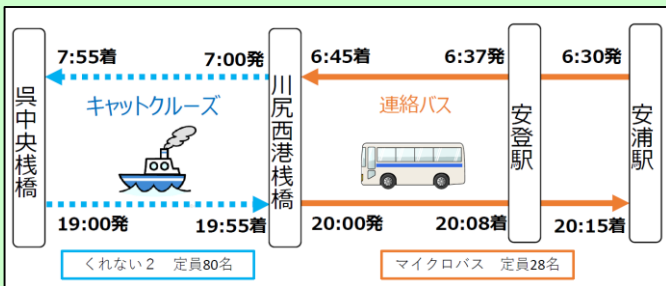 7:55着
7:00発
6:45着
6:37発
6:30発
呉中央桟橋
キャットクルーズ
川尻西港桟橋
連絡バス
安登駅
安浦駅
19:00発
19:55着
20:00発
20:08着
20:15着
くれない2 定員80名
マイクロバス 定員28名